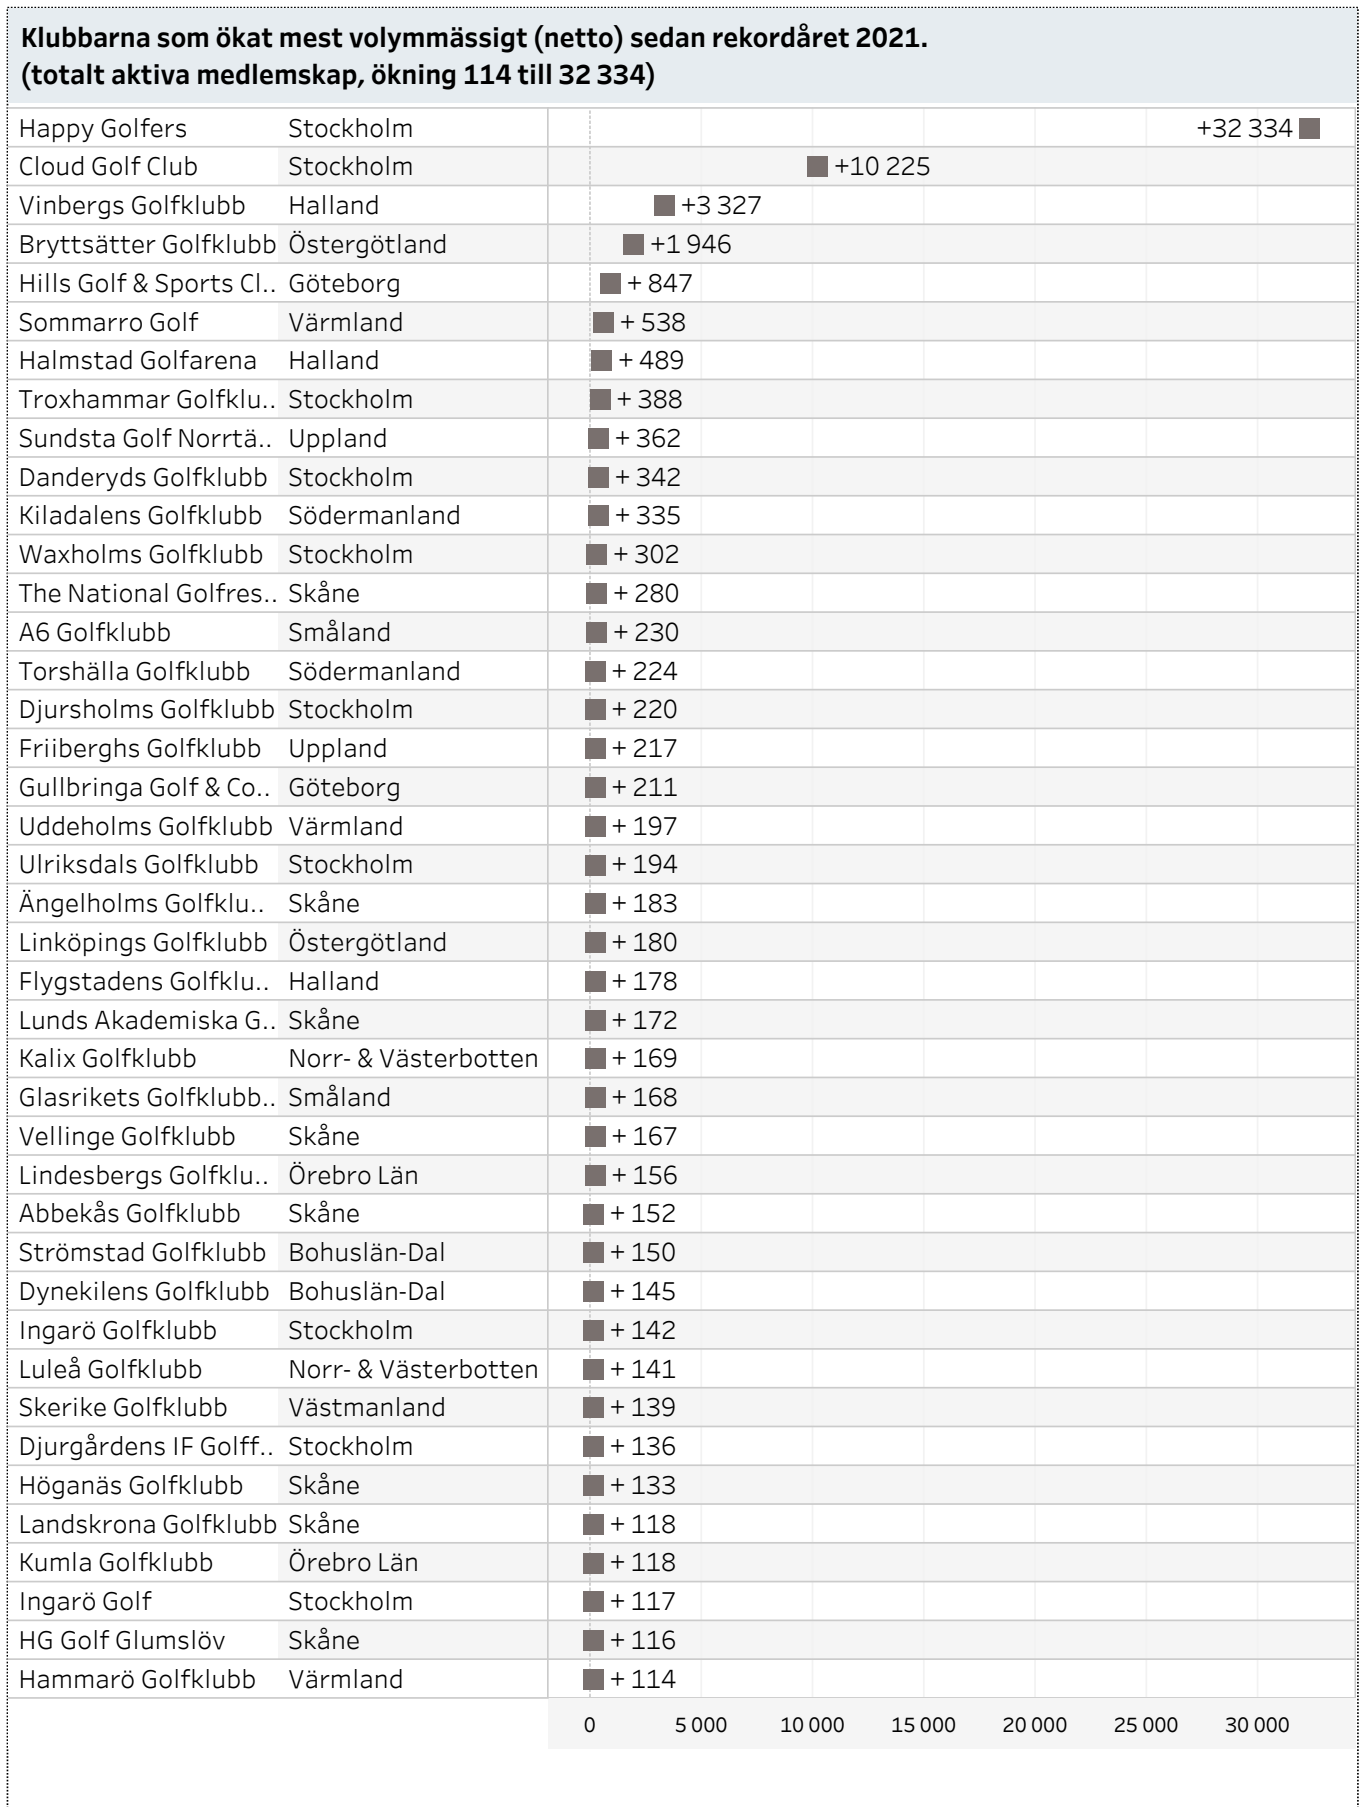 Klubbarna som ökat mest volymmässigt (netto) sedan rekordåret 2021.
(totalt aktiva medlemskap, ökning 114 till 32 334)
Happy Golfers Stockholm +32 334
Cloud Golf Club Stockholm +10 225
Vinbergs Golfklubb Halland +3 327
Bryttsätter Golfklubb Östergötland +1 946
Hills Golf & Sports Cl.. Göteborg + 847
Sommarro Golf Värmland + 538
Halmstad Golfarena Halland + 489
Troxhammar Golfklu.. Stockholm + 388
Sundsta Golf Norrtä.. Uppland + 362
Danderyds Golfklubb Stockholm + 342
Kiladalens Golfklubb Södermanland + 335
Waxholms Golfklubb Stockholm + 302
The National Golfres.. Skåne + 280
A6 Golfklubb Småland + 230
Torshälla Golfklubb Södermanland + 224
Djursholms Golfklubb Stockholm + 220
Friiberghs Golfklubb Uppland + 217
Gullbringa Golf & Co.. Göteborg + 211
Uddeholms Golfklubb Värmland + 197
Ulriksdals Golfklubb Stockholm + 194
Ängelholms Golfklu.. Skåne + 183
Linköpings Golfklubb Östergötland + 180
Flygstadens Golfklu.. Halland + 178
Lunds Akademiska G.. Skåne + 172
Kalix Golfklubb Norr- & Västerbotten + 169
Glasrikets Golfklubb.. Småland + 168
Vellinge Golfklubb Skåne + 167
Lindesbergs Golfklu.. Örebro Län + 156
Abbekås Golfklubb Skåne + 152
Strömstad Golfklubb Bohuslän-Dal + 150
Dynekilens Golfklubb Bohuslän-Dal + 145
Ingarö Golfklubb Stockholm + 142
Luleå Golfklubb Norr- & Västerbotten + 141
Skerike Golfklubb Västmanland + 139
Djurgårdens IF Golff.. Stockholm + 136
Höganäs Golfklubb Skåne + 133
Landskrona Golfklubb Skåne + 118
Kumla Golfklubb Örebro Län + 118
Ingarö Golf Stockholm + 117
HG Golf Glumslöv Skåne + 116
Hammarö Golfklubb Värmland + 114
0 5 000 10 000 15 000 20 000 25 000 30 000